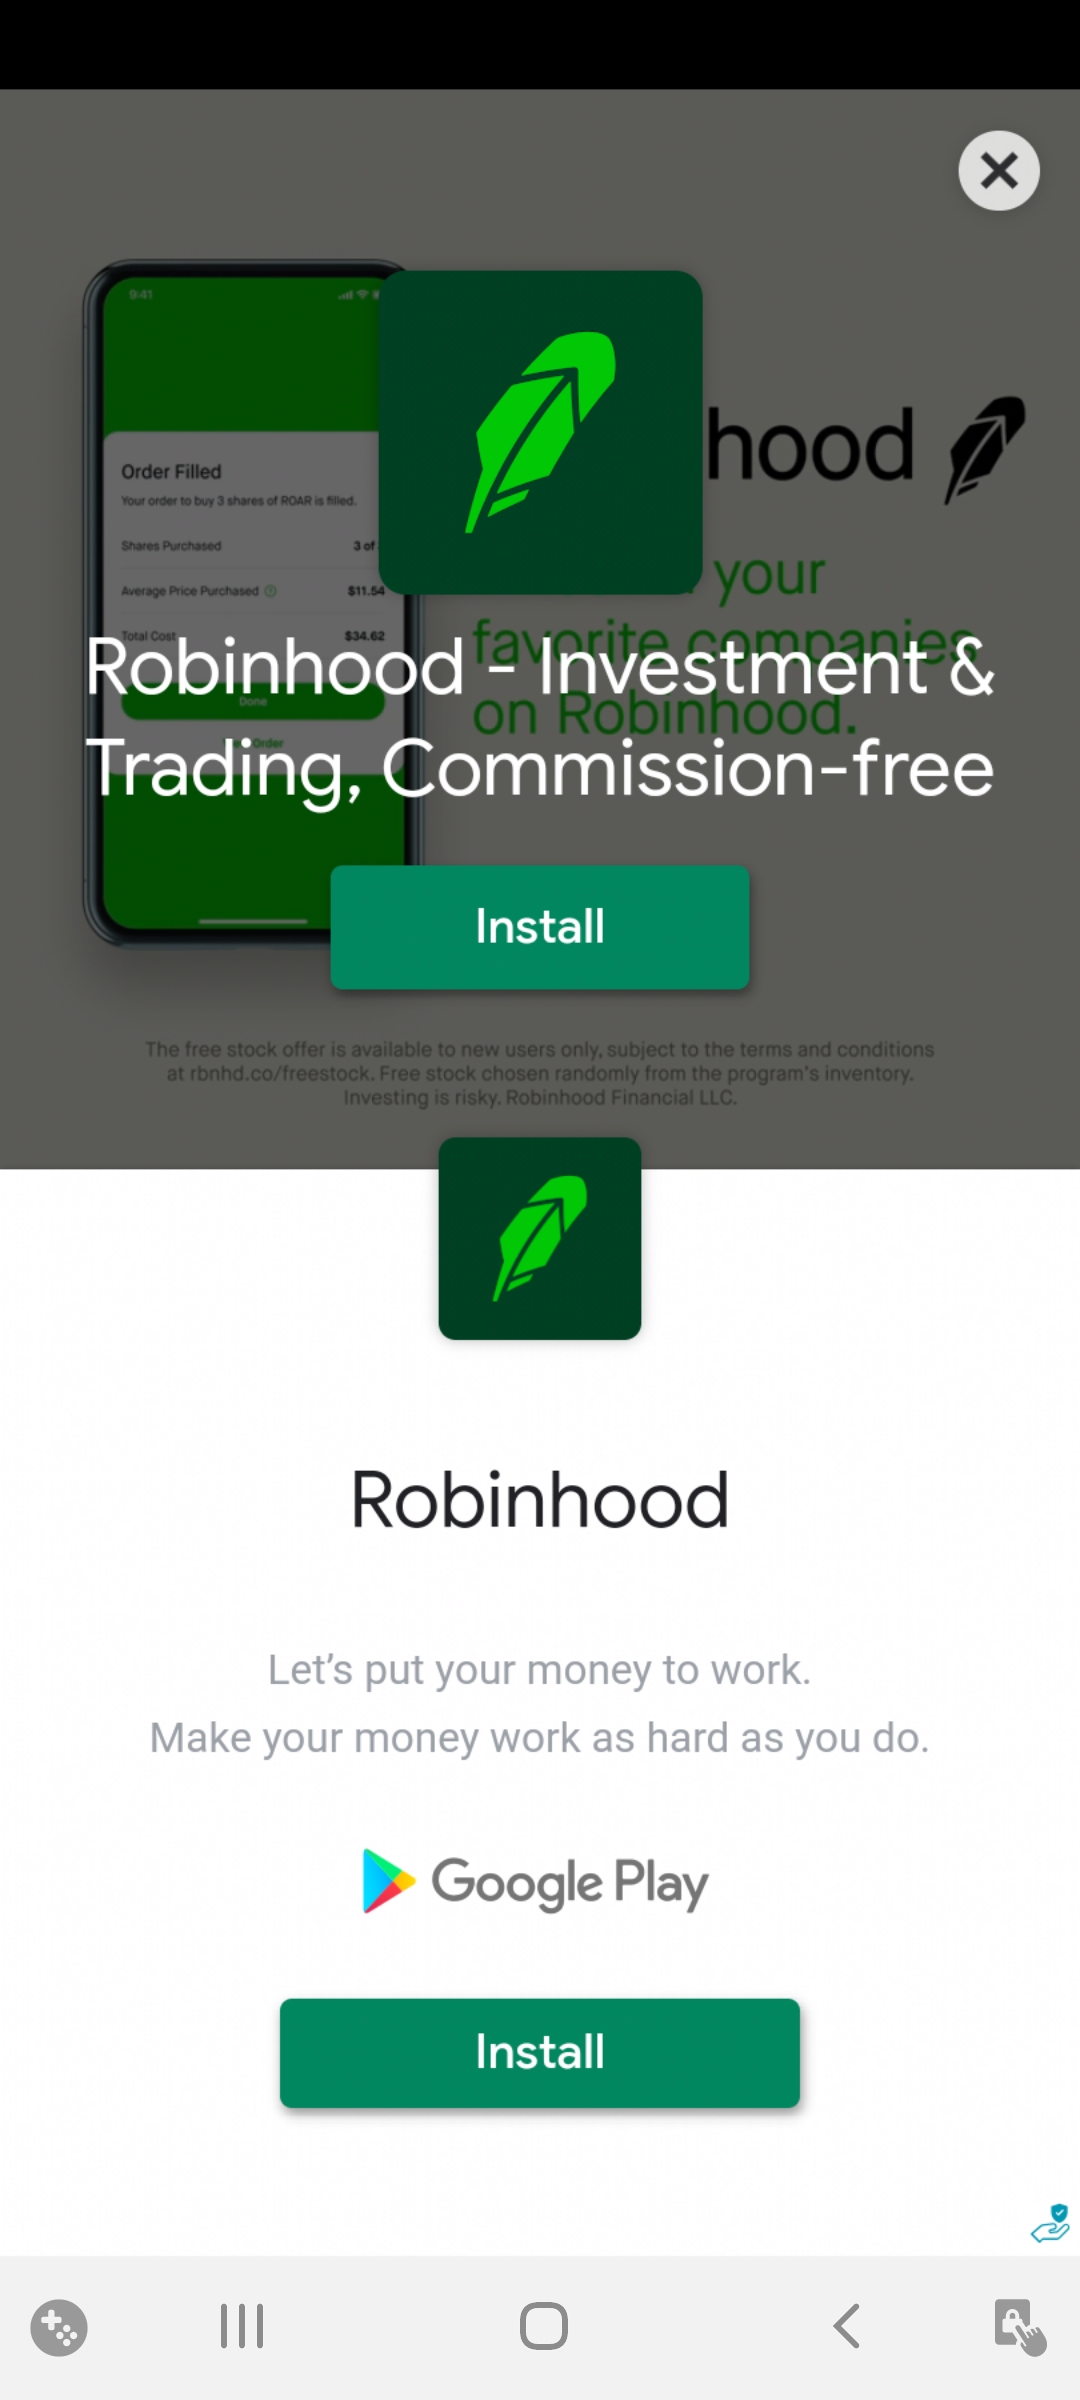 9:41
hood
Order Filled
Your order to buy 3 shares of ROAR is filled.
Shares Purchased 3 of
Average Price Purchased $11.54
Total Cost $34.62
Done
Order
your
favorite companies
on Robinhood.
Robinhood - Investment &
Trading, Commission-free
Install
The free stock offer is available to new users only, subject to the terms and conditions
at rbnhd.co/freestock. Free stock chosen randomly from the program's inventory.
Investing is risky. Robinhood Financial LLC.
Robinhood
Let's put your money to work.
Make your money work as hard as you do.
Google Play
Install